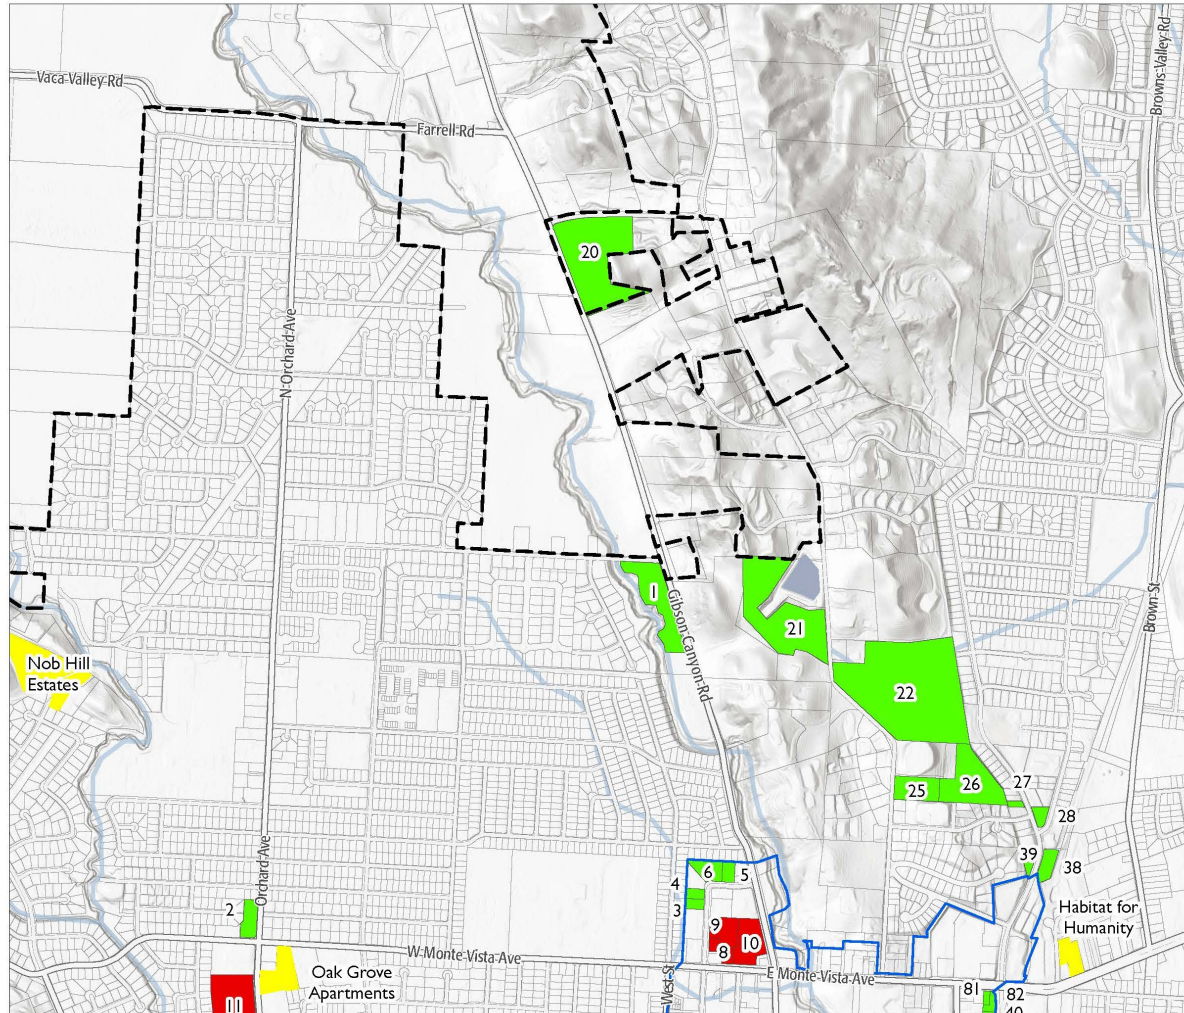 Vaca Valley Rd
Farrell Rd
Browns Valley Rd
20
N Orchard Ave
1
Gibson Canyon Rd
21
Brown St
Nob Hill
Estates
22
25
26
27
28
39
38
6
5
4
3
2
Orchard Ave
9
10
8
Habitat for
Humanity
W Monte Vista Ave
E Monte Vista Ave
West St
Oak Grove
Apartments
11
81
82
40